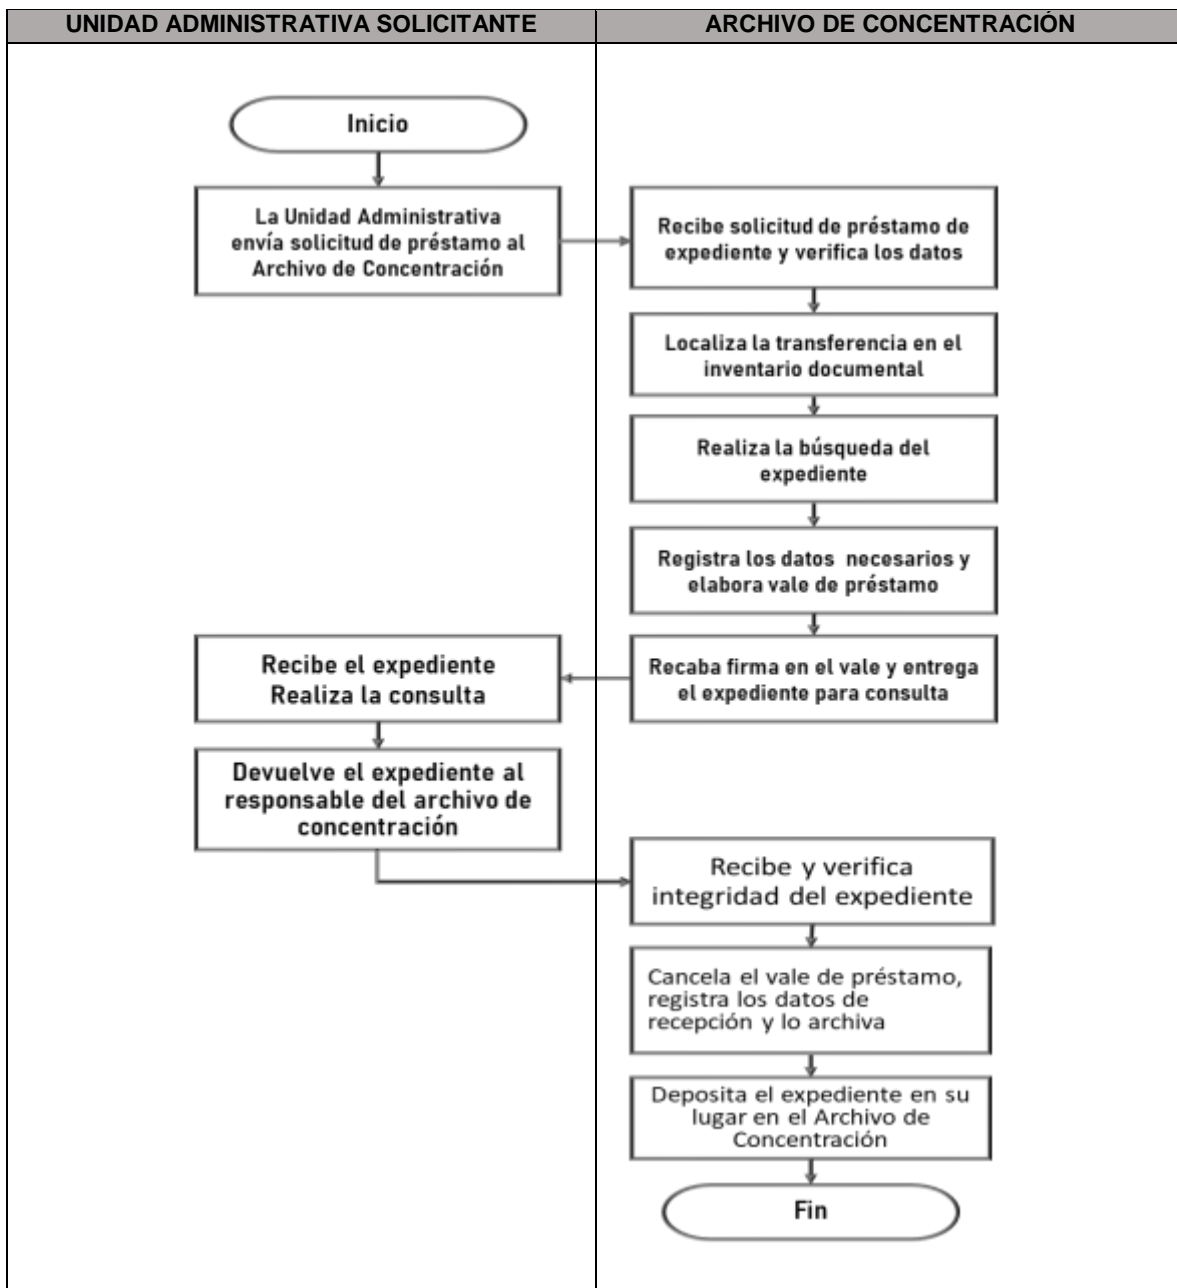 UNIDAD ADMINISTRATIVA SOLICITANTE
ARCHIVO DE CONCENTRACIÓN
Inicio
La Unidad Administrativa
envía solicitud de préstamo al
Archivo de Concentración
Recibe solicitud de préstamo de
expediente y verifica los datos
Localiza la transferencia en el
inventario documental
Realiza la búsqueda del
expediente
Registra los datos necesarios y
elabora vale de préstamo
Recaba firma en el vale y entrega
el expediente para consulta
Recibe el expediente
Realiza la consulta
Devuelve el expediente al
responsable del archivo de
concentración
Recibe y verifica
integridad del expediente
Cancela el vale de préstamo,
registra los datos de
recepción y lo archiva
Deposita el expediente en su
lugar en el Archivo de
Concentración
Fin